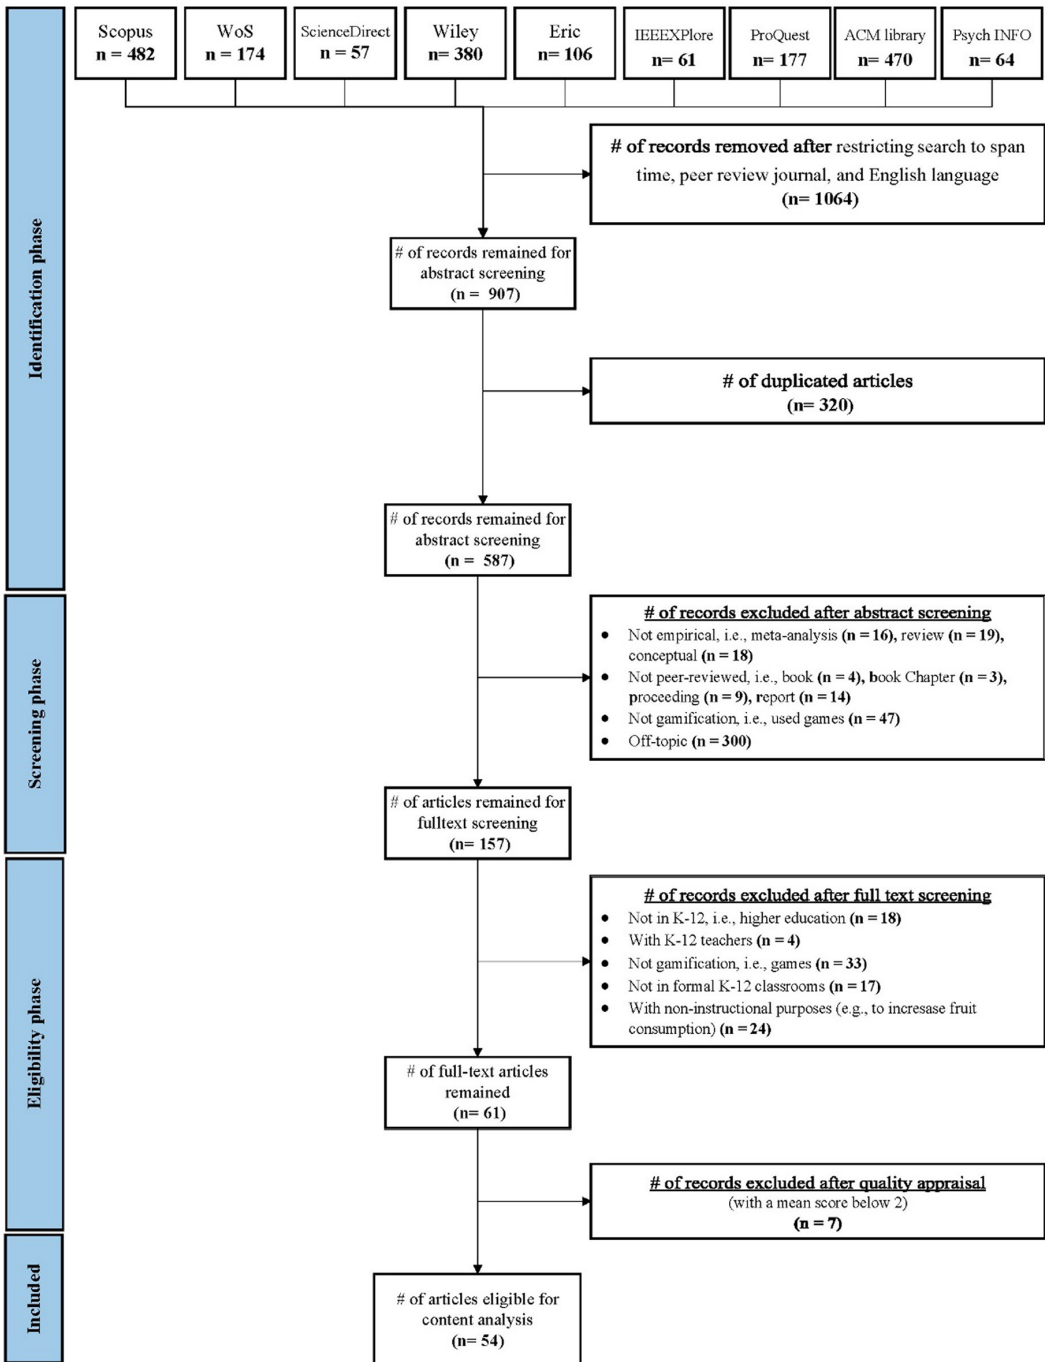 Scopus
n = 482
WoS
n = 174
ScienceDirect
n = 57
Wiley
n= 380
Eric
n= 106
IEEEXPlore
n= 61
ProQuest
n= 177
ACM library
n= 470
Psych INFO
n= 64
Identification phase
# of records removed after restricting search to span
time, peer review journal, and English language
(n= 1064)
# of records remained for
abstract screening
(n = 907)
# of duplicated articles
(n= 320)
# of records remained for
abstract screening
(n = 587)
Screening phase
# of records excluded after abstract screening
• Not empirical, i.e., meta-analysis (n = 16), review (n = 19),
conceptual (n = 18)
• Not peer-reviewed, i.e., book (n = 4), book Chapter (n = 3),
proceeding (n = 9), report (n = 14)
• Not gamification, i.e., used games (n = 47)
• Off-topic (n = 300)
# of articles remained for
fulltext screening
(n= 157)
Eligibility phase
# of records excluded after full text screening
• Not in K-12, i.e., higher education (n = 18)
• With K-12 teachers (n = 4)
• Not gamification, i.e., games (n = 33)
• Not in formal K-12 classrooms (n = 17)
• With non-instructional purposes (e.g., to incresase fruit
consumption) (n = 24)
# of full-text articles
remained
(n= 61)
# of records excluded after quality appraisal
(with a mean score below 2)
(n = 7)
Included
# of articles eligible for
content analysis
(n= 54)